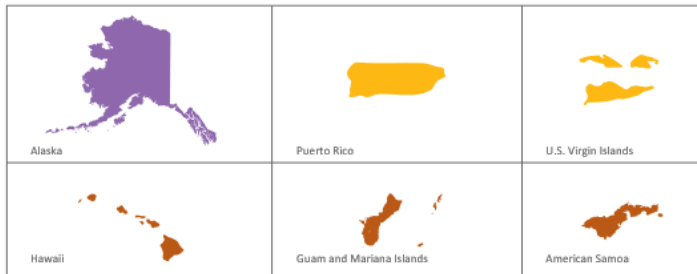 Alaska
Puerto Rico
U.S. Virgin Islands
Hawaii
Guam and Mariana Islands
American Samoa